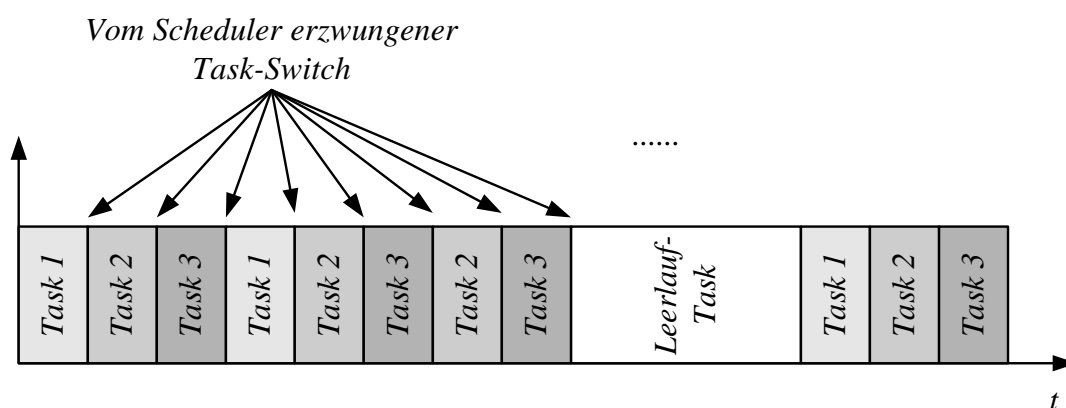 Vom Scheduler erzwungener
Task-Switch
......
Task 1
Task 2
Task 3
Task 1
Task 2
Task 3
Task 2
Task 3
Leerlauf-
Task
Task 1
Task 2
Task 3
t